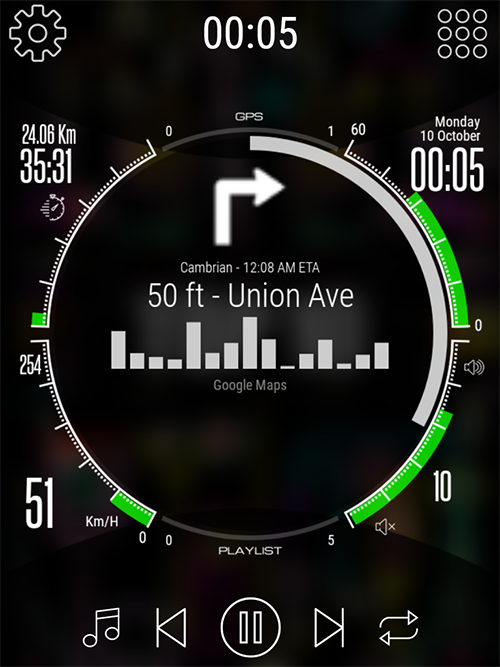 00:05
GPS
0
1
60
Monday
10 October
00:05
24.06 Km
35:31
Cambrian - 12:08 AM ETA
50 ft - Union Ave
Google Maps
0
254
51
Km/H
0
10
0
5
PLAYLIST